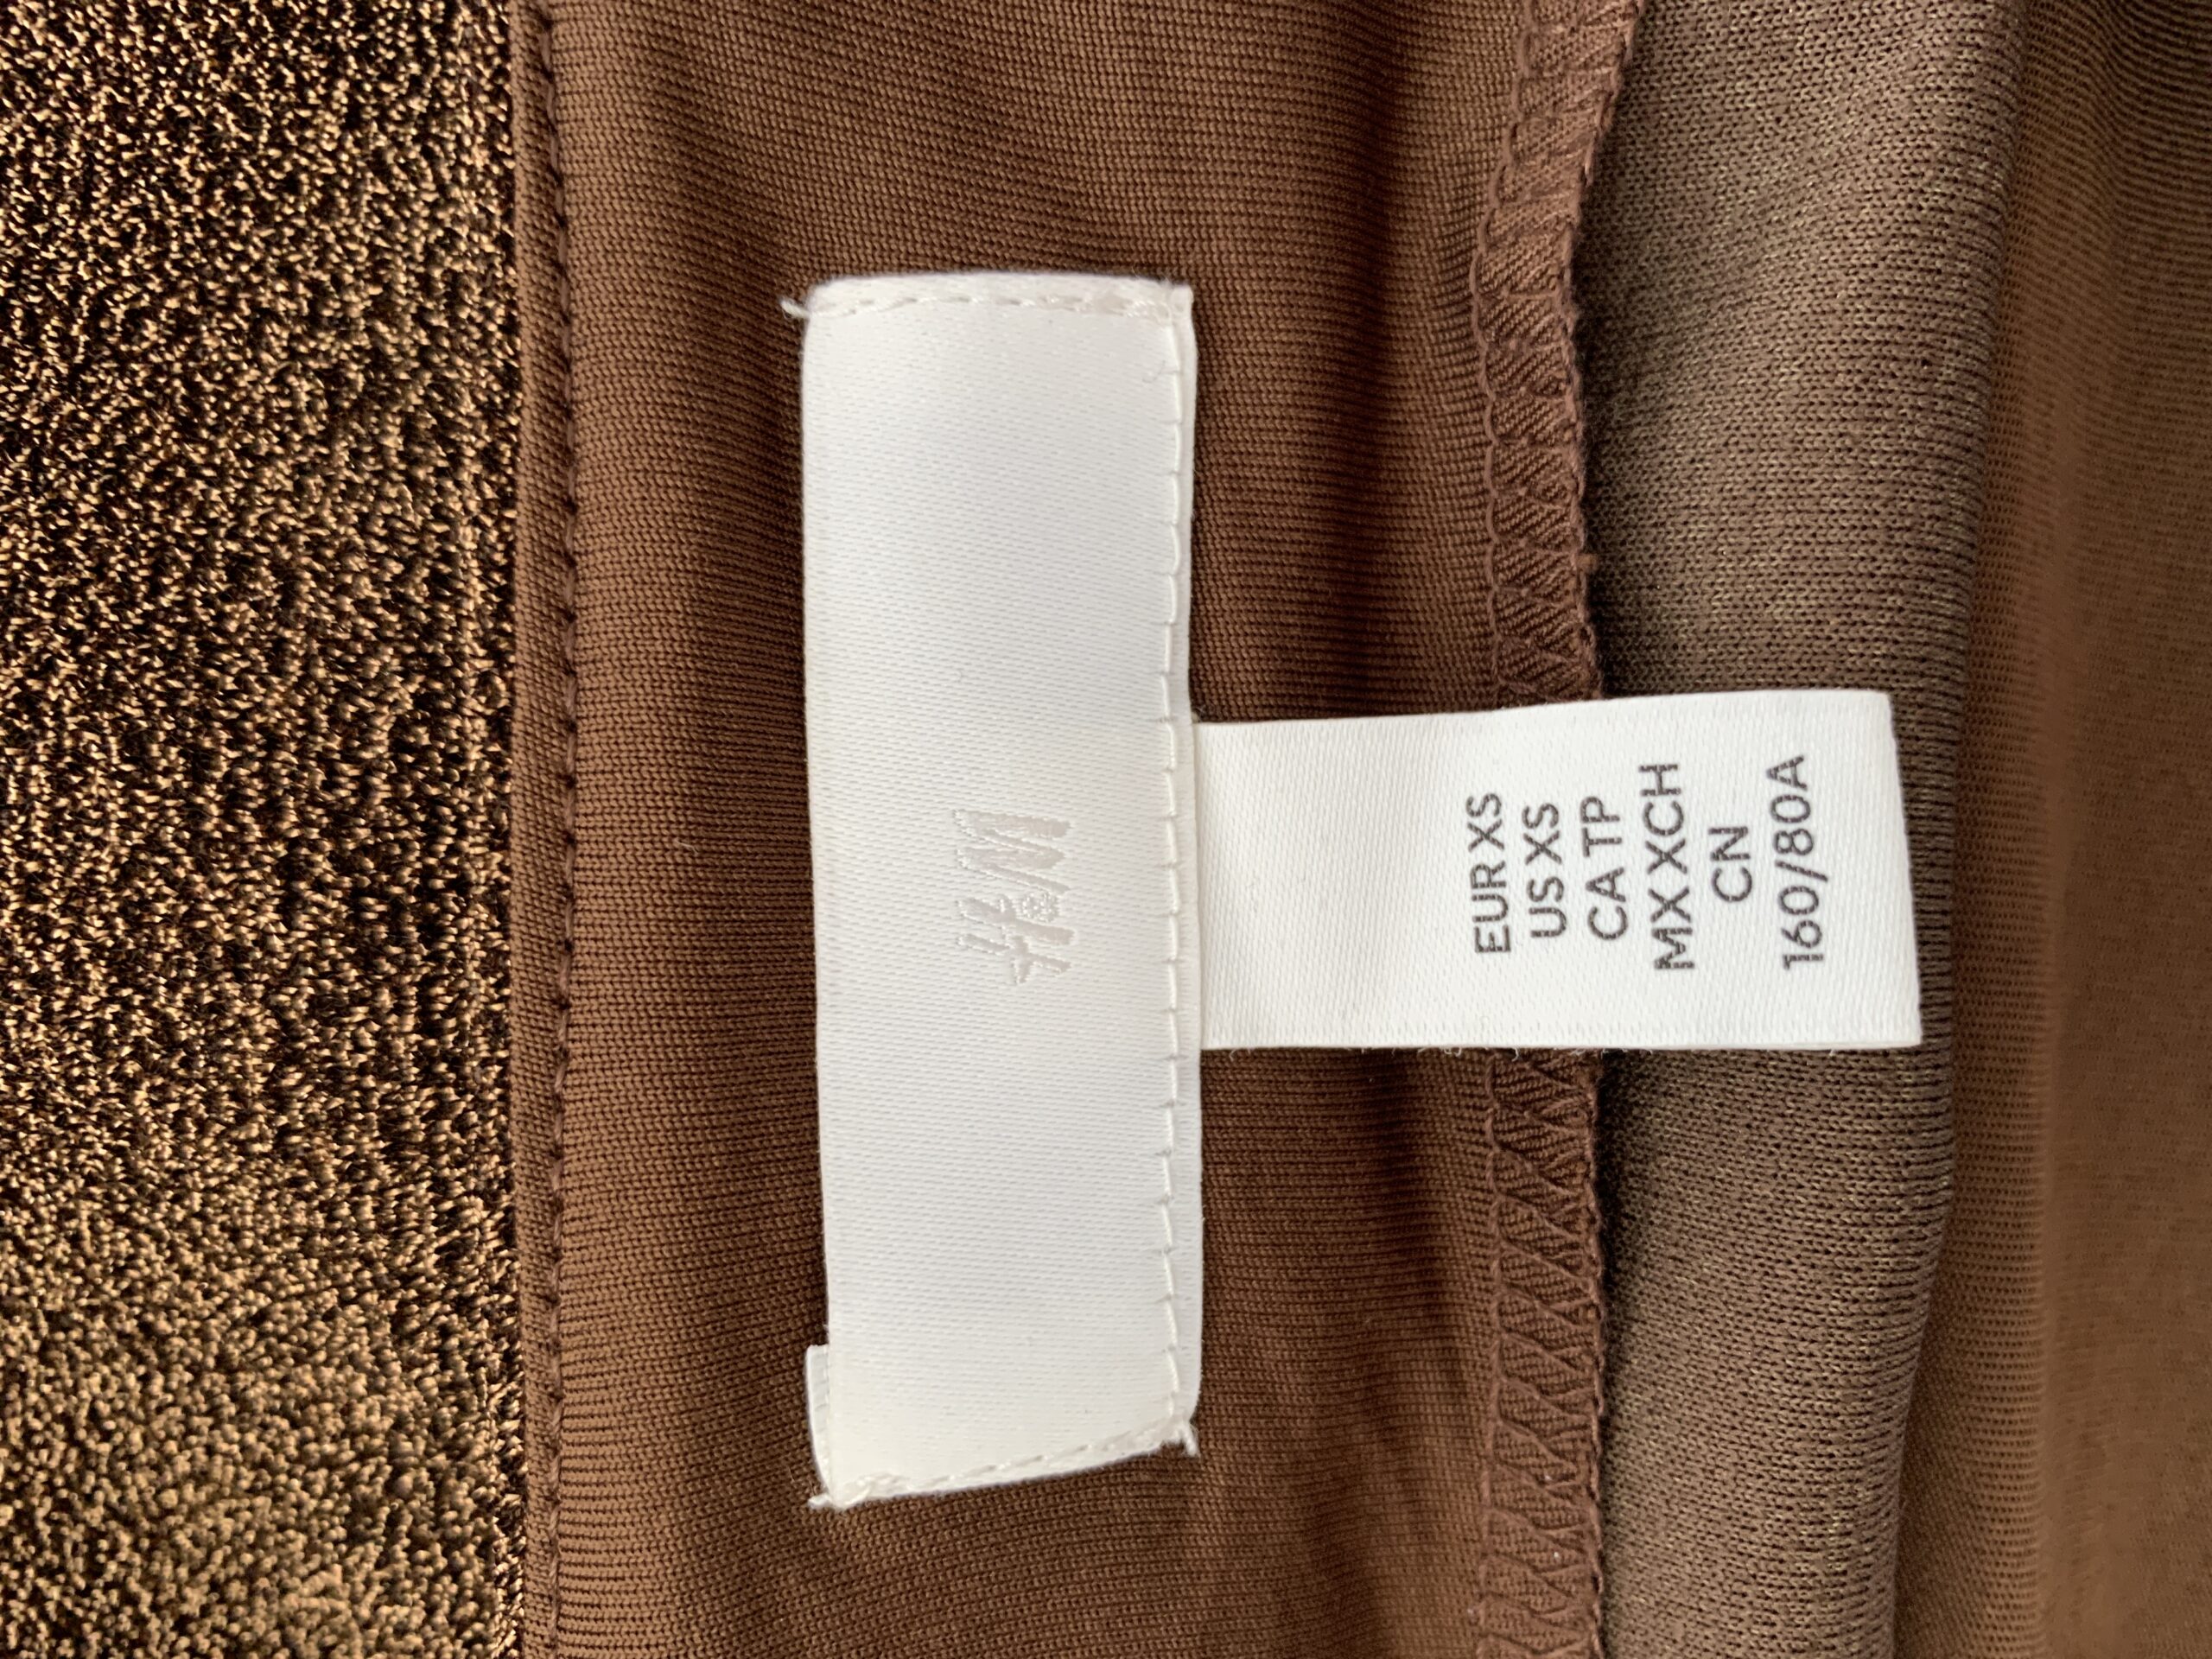 H&M
EUR XS
US XS
CA TP
MX XCH
CN
160/80A